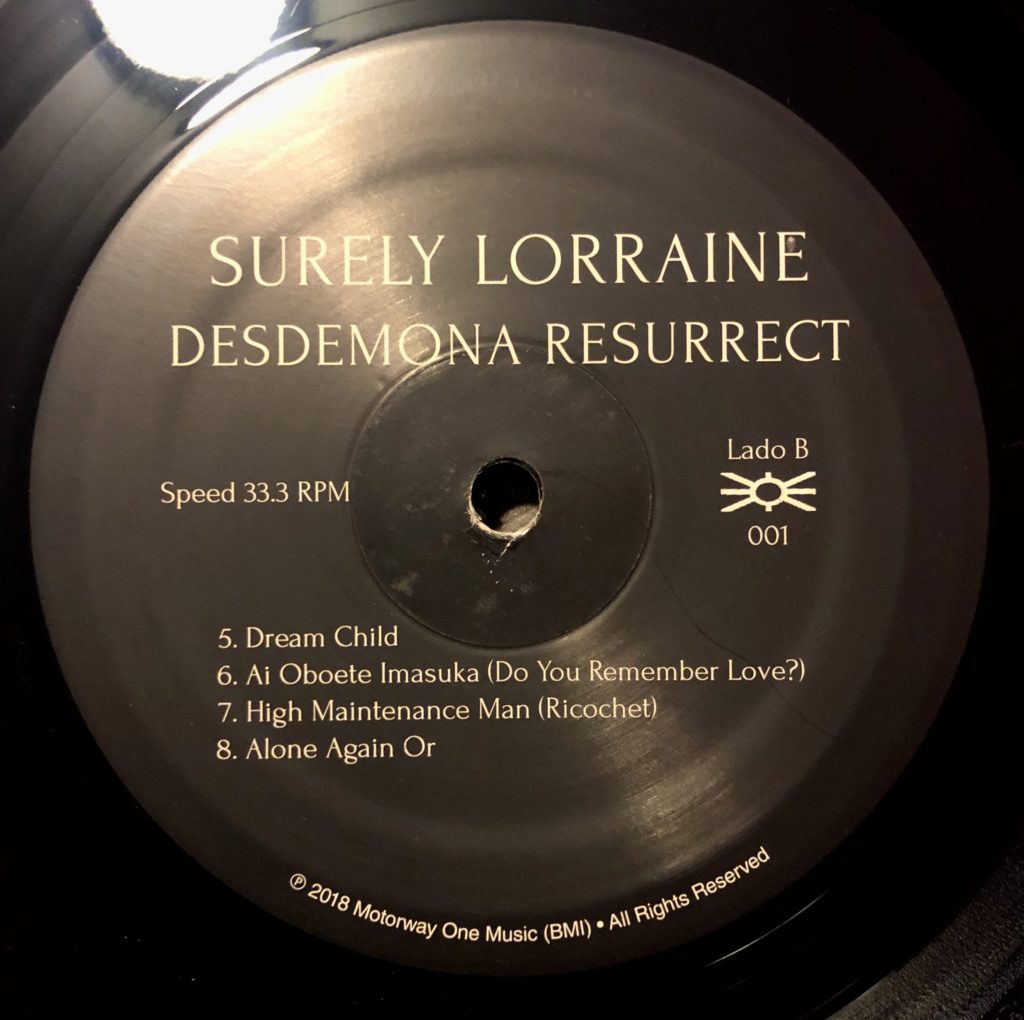 SURELY LORRAINE
DESDEMONA RESURRECT
Lado B
Speed 33.3 RPM
001
5. Dream Child
6. Ai Oboete Imasuka (Do You Remember Love?)
7. High Maintenance Man (Ricochet)
8. Alone Again Or
℗ 2018 Motorway One Music (BMI) • All Rights Reserved